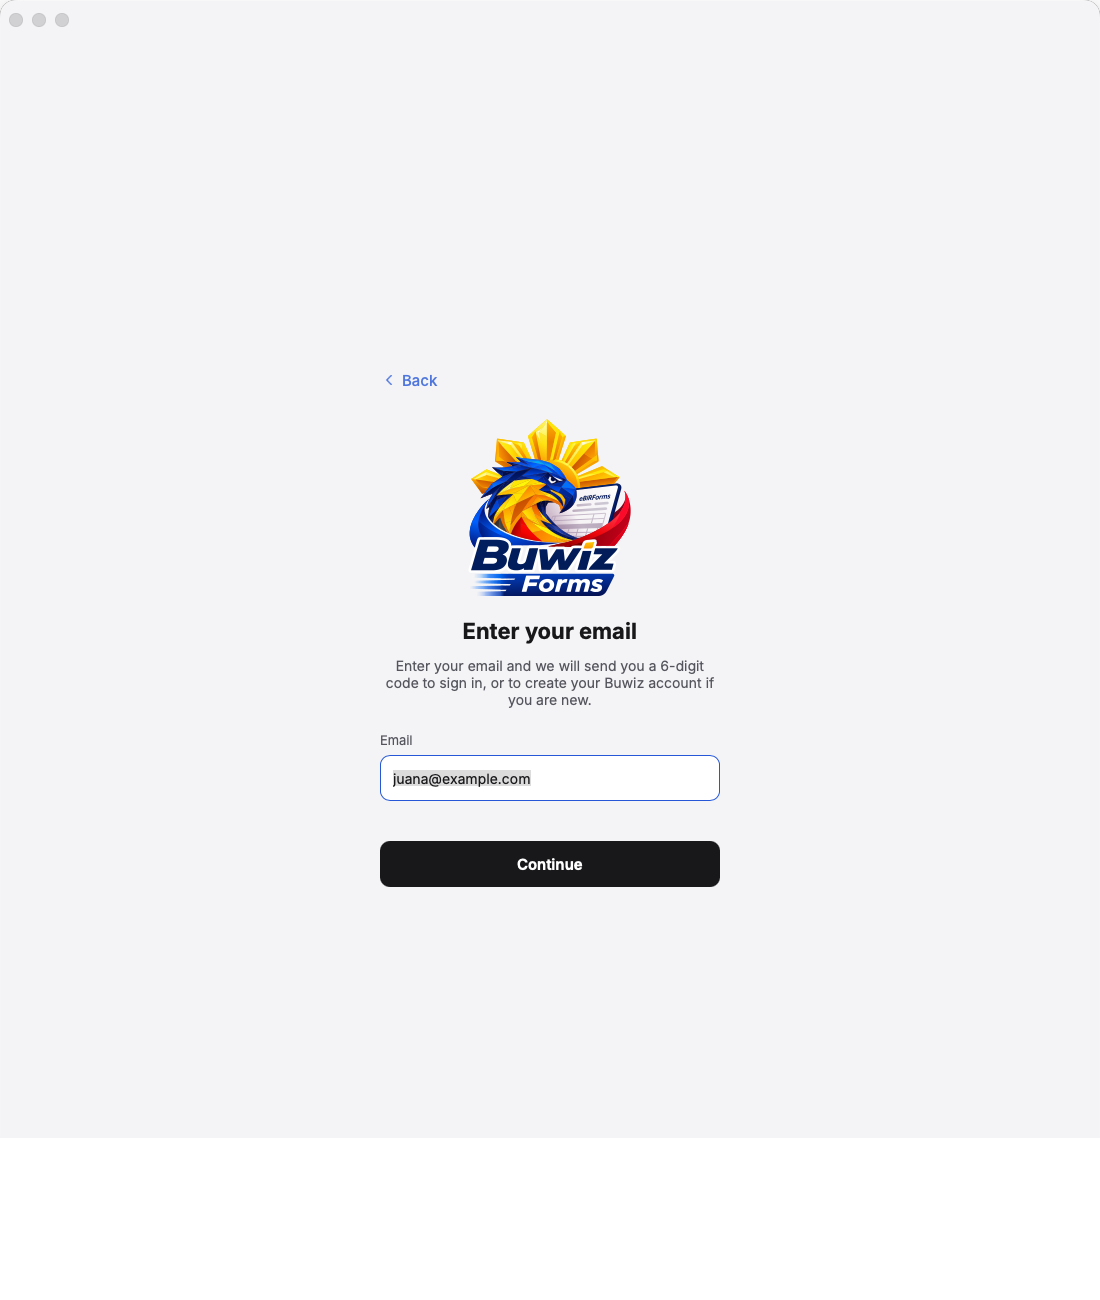 Back
eBIRForms
Buwiz
Forms
Enter your email
Enter your email and we will send you a 6-digit
code to sign in, or to create your Buwiz account if
you are new.
Email
juana@example.com
Continue